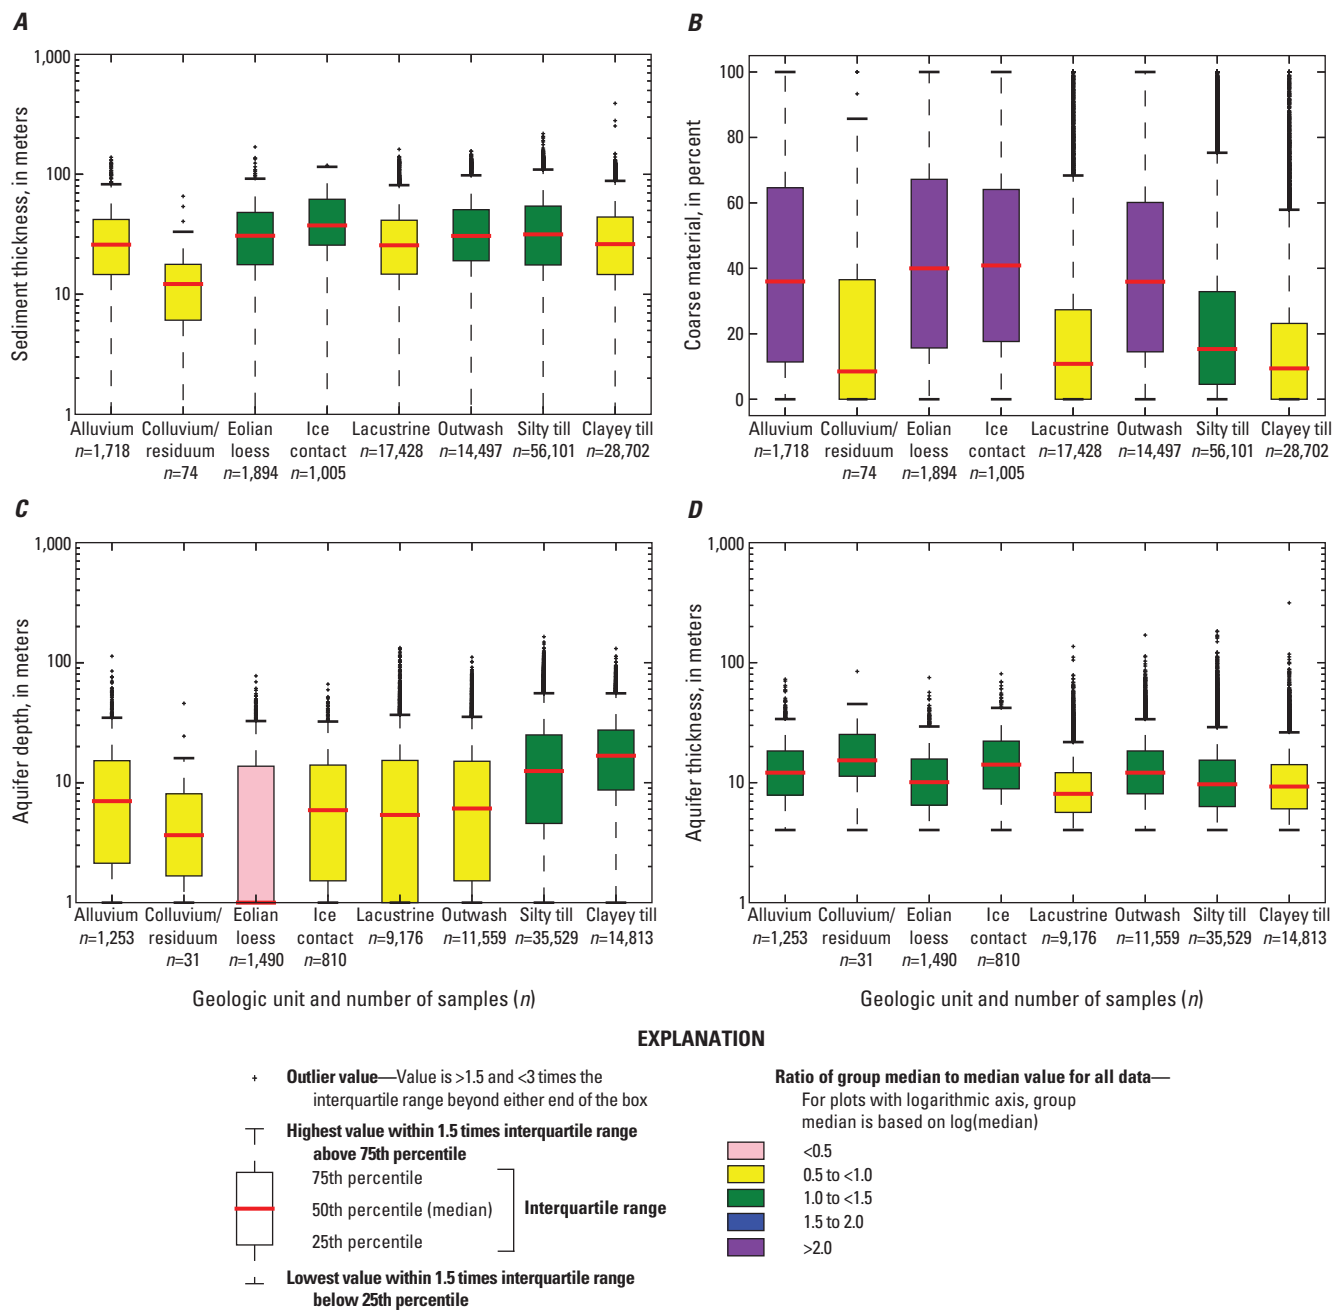 A
Sediment thickness, in meters
1,000
100
10
1
Alluvium
n=1,718
Colluvium/
residuum
n=74
Eolian
loess
n=1,894
Ice
contact
n=1,005
Lacustrine
n=17,428
Outwash
n=14,497
Silty till
n=56,101
Clayey till
n=28,702
B
Coarse material, in percent
100
80
60
40
20
0
Alluvium
n=1,718
Colluvium/
residuum
n=74
Eolian
loess
n=1,894
Ice
contact
n=1,005
Lacustrine
n=17,428
Outwash
n=14,497
Silty till
n=56,101
Clayey till
n=28,702
C
Aquifer depth, in meters
1,000
100
10
1
Alluvium
n=1,253
Colluvium/
residuum
n=31
Eolian
loess
n=1,490
Ice
contact
n=810
Lacustrine
n=9,176
Outwash
n=11,559
Silty till
n=35,529
Clayey till
n=14,813
Geologic unit and number of samples (n)
D
Aquifer thickness, in meters
1,000
100
10
1
Alluvium
n=1,253
Colluvium/
residuum
n=31
Eolian
loess
n=1,490
Ice
contact
n=810
Lacustrine
n=9,176
Outwash
n=11,559
Silty till
n=35,529
Clayey till
n=14,813
Geologic unit and number of samples (n)
EXPLANATION
Outlier value—Value is >1.5 and <3 times the
interquartile range beyond either end of the box
Highest value within 1.5 times interquartile range
above 75th percentile
75th percentile
50th percentile (median)
25th percentile
Interquartile range
Lowest value within 1.5 times interquartile range
below 25th percentile
Ratio of group median to median value for all data—
For plots with logarithmic axis, group
median is based on log(median)
<0.5
0.5 to <1.0
1.0 to <1.5
1.5 to 2.0
>2.0